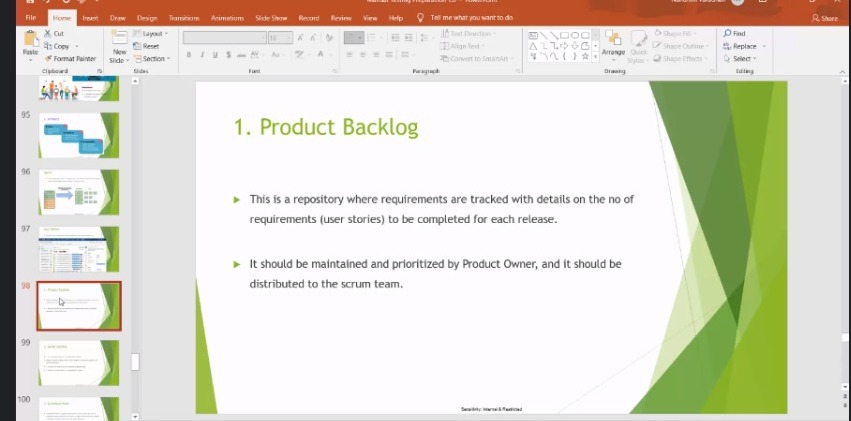 File Home Insert Draw Design Transitions Animations Slide Show Record Review View Help Tell me what you want to do Share
Cut
Copy
Format Painter
Paste
Clipboard
New
Slide
Layout
Reset
Section
Slides
Font
Text Direction
Align Text
Convert to SmartArt
Paragraph
Arrange
Quick
Styles
Shape Fill
Shape Outline
Shape Effects
Drawing
Find
Replace
Select
Editing
95
96
97
98
99
100
1. Product Backlog
This is a repository where requirements are tracked with details on the no of
requirements (user stories) to be completed for each release.
It should be maintained and prioritized by Product Owner, and it should be
distributed to the scrum team.
Sensitivity: Internal & Restricted